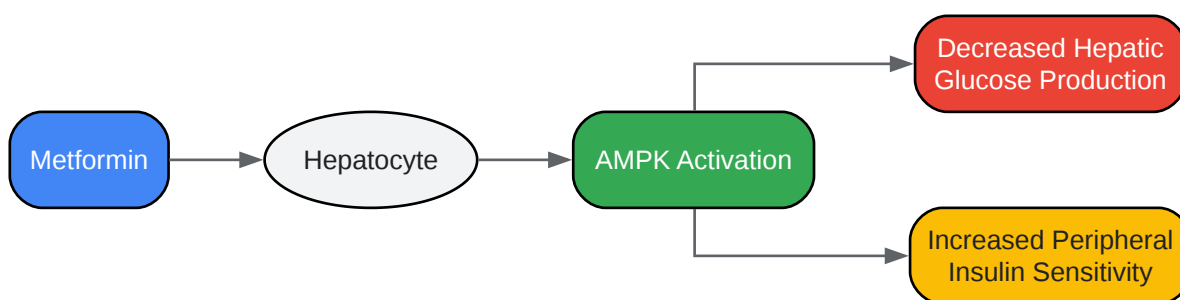 Metformin
Hepatocyte
AMPK Activation
Decreased Hepatic
Glucose Production
Increased Peripheral
Insulin Sensitivity